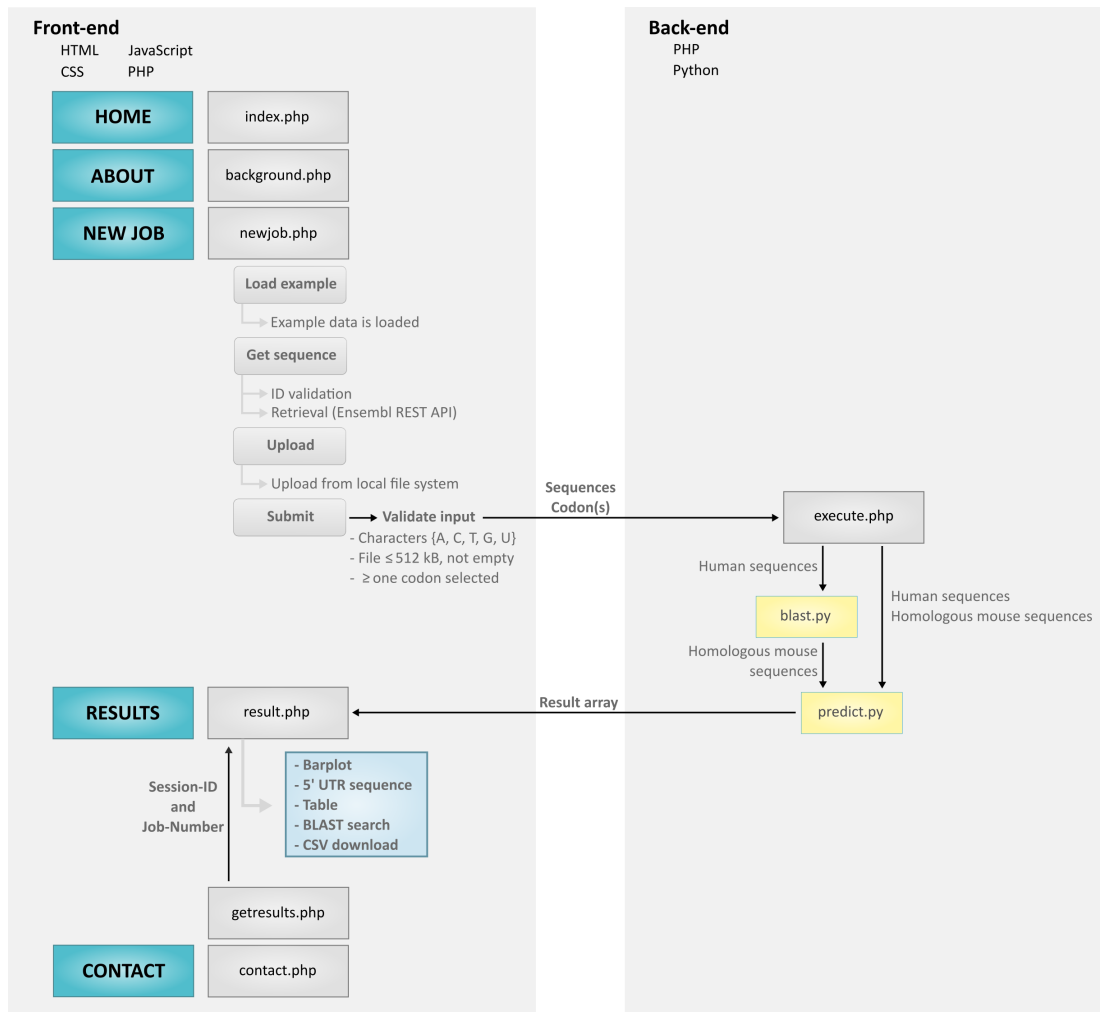 Front-end
HTML JavaScript
CSS PHP
HOME index.php
ABOUT background.php
NEW JOB newjob.php
Load example
Example data is loaded
Get sequence
ID validation
Retrieval (Ensembl REST API)
Upload
Upload from local file system
Submit Validate input
- Characters {A, C, T, G, U}
- File ≤ 512 kB, not empty
- ≥ one codon selected
Sequences
Codon(s)
Back-end
PHP
Python
execute.php
Human sequences
Human sequences
Homologous mouse sequences
blast.py
Homologous mouse
sequences
predict.py
Result array
RESULTS result.php
- Barplot
- 5' UTR sequence
- Table
- BLAST search
- CSV download
Session-ID
and
Job-Number
getresults.php
CONTACT contact.php